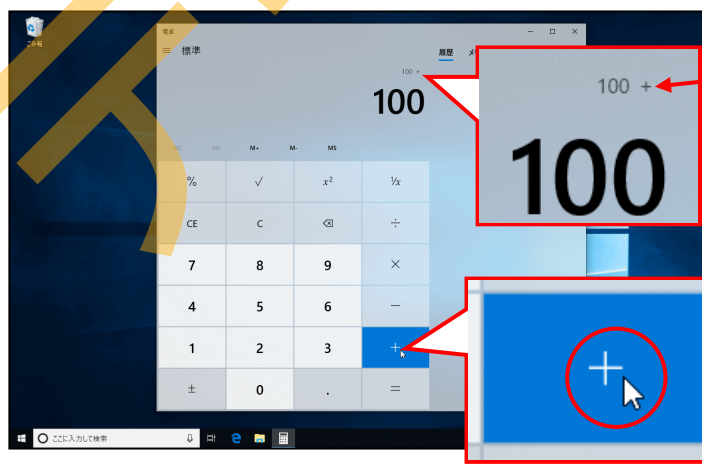 ごみ箱
電卓
標準
履歴
100 +
100
100 +
100
MC MR M+ M- MS
% √ x² ¹/x
CE C ÷
7 8 9 ×
4 5 6 −
1 2 3 +
± 0 . =
+
ここに入力して検索